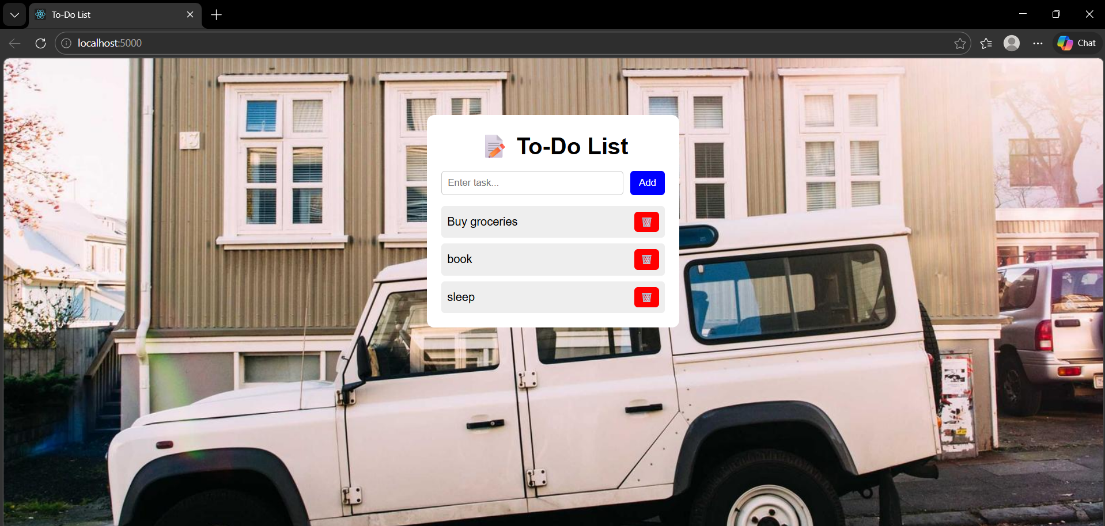 To-Do List
localhost:5000
Chat
To-Do List
Enter task...
Add
Buy groceries
book
sleep